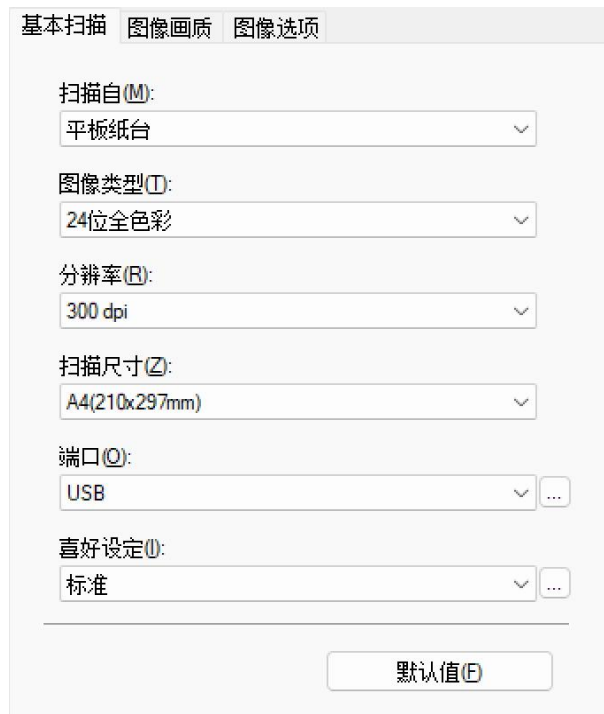 基本扫描 图像画质 图像选项
扫描自(M):
平板纸台
图像类型(T):
24位全色彩
分辨率(R):
300 dpi
扫描尺寸(Z):
A4(210x297mm)
端口(O):
USB
...
喜好设定(I):
标准
...
默认值(F)